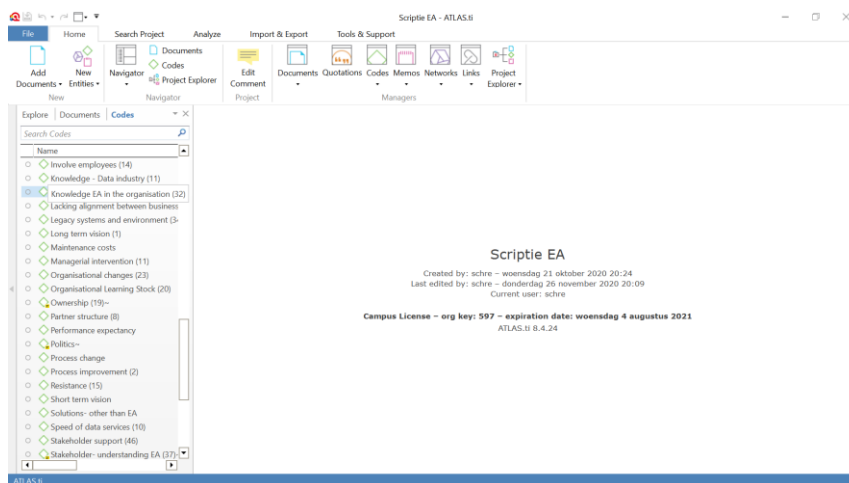 Scriptie EA - ATLAS.ti
File Home Search Project Analyze Import & Export Tools & Support
Add Documents
New Entities
Navigator
Documents
Codes
Project Explorer
Edit Comment
Documents Quotations Codes Memos Networks Links Project Explorer
New Navigator Project Managers
Explore Documents Codes
Search Codes
Name
Involve employees (14)
Knowledge - Data industry (11)
Knowledge EA in the organisation (32)
Lacking alignment between business
Legacy systems and environment (3
Long term vision (1)
Maintenance costs
Managerial intervention (11)
Organisational changes (23)
Organisational Learning Stock (20)
Ownership (19)~
Partner structure (8)
Performance expectancy
Politics~
Process change
Process improvement (2)
Resistance (15)
Short term vision
Solutions- other than EA
Speed of data services (10)
Stakeholder support (46)
Stakeholder- understanding EA (37)~
Scriptie EA
Created by: schre – woensdag 21 oktober 2020 20:24
Last edited by: schre – donderdag 26 november 2020 20:09
Current user: schre
Campus License – org key: 597 – expiration date: woensdag 4 augustus 2021
ATLAS.ti 8.4.24
ATLAS.ti